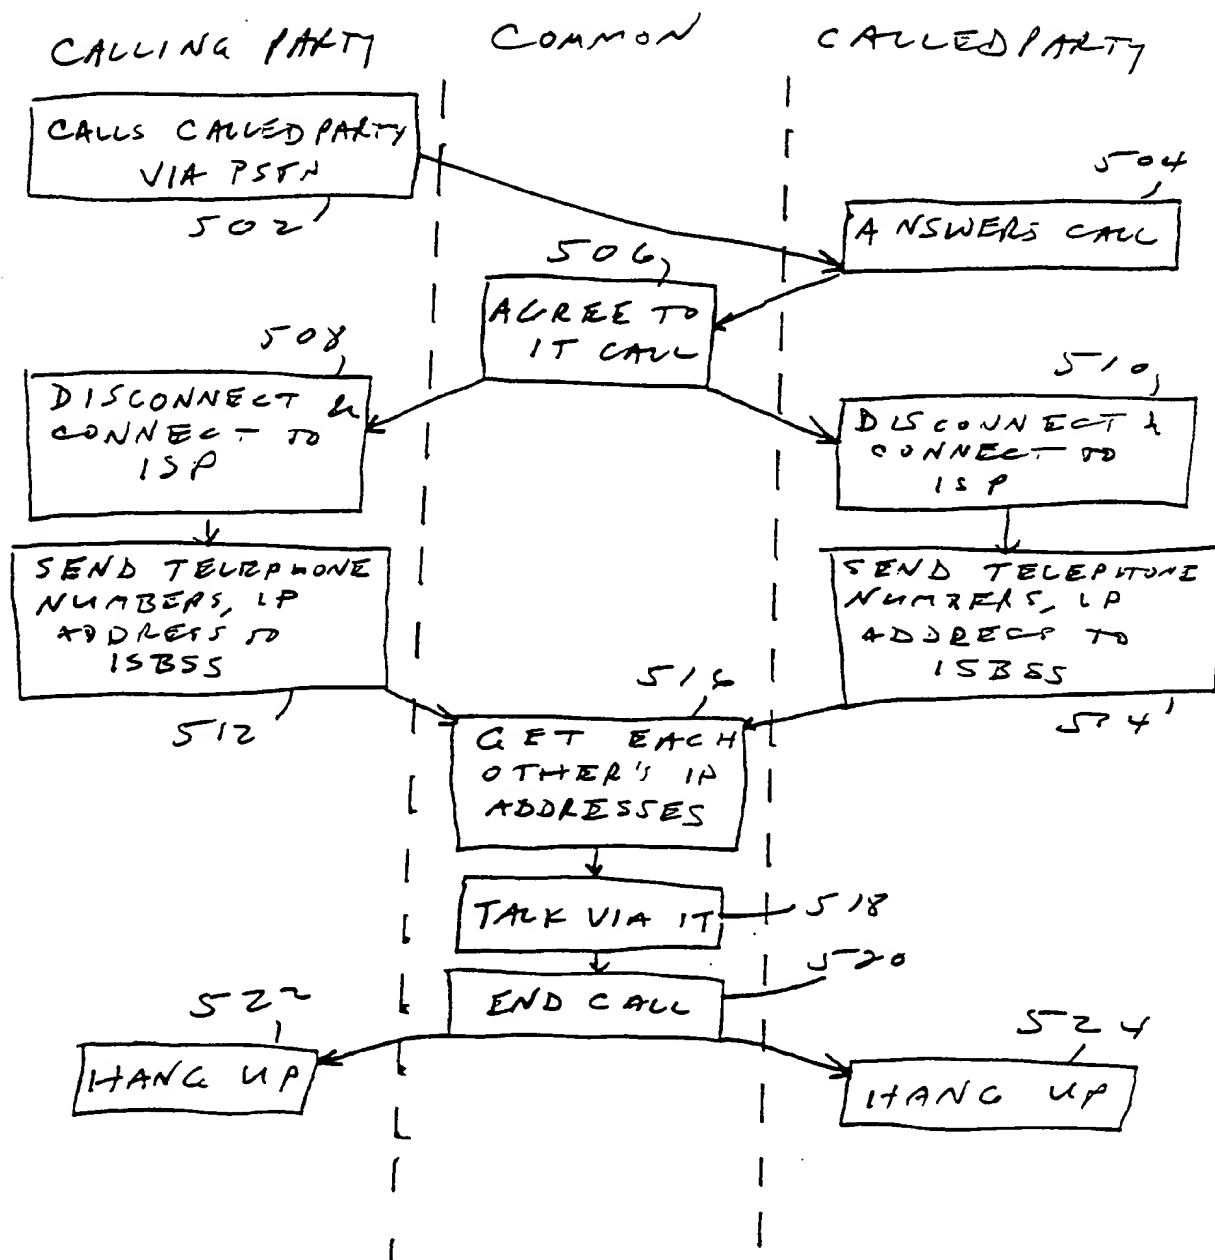 CALLING PARTY
COMMON
CALLED PARTY
CALLS CALLED PARTY
VIA PSTN
502
504
ANSWERS CALL
506
AGREE TO
IT CALL
508
DISCONNECT &
CONNECT TO
ISP
510
DISCONNECT &
CONNECT TO
ISP
SEND TELEPHONE
NUMBERS, IP
ADDRESS TO
ISBSS
512
SEND TELEPHONE
NUMBERS, IP
ADDRESS TO
ISBSS
516
GET EACH
OTHER'S IP
ADDRESSES
TALK VIA IT
518
END CALL
520
522
HANG UP
524
HANG UP